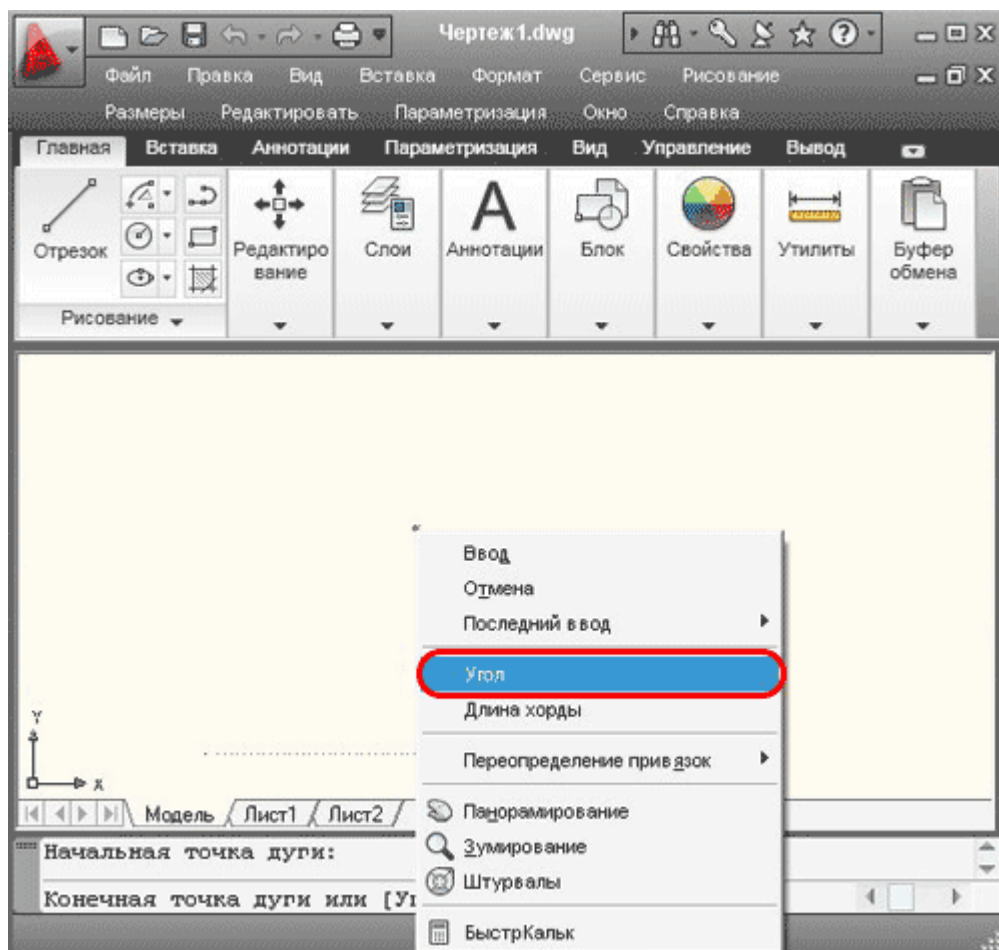 Чертеж1.dwg
Файл Правка Вид Вставка Формат Сервис Рисование
Размеры Редактировать Параметризация Окно Справка
Главная Вставка Аннотации Параметризация Вид Управление Вывод
Отрезок
Рисование
Редактиро
вание
Слои
Аннотации
Блок
Свойства
Утилиты
Буфер
обмена
Ввод
Отмена
Последний ввод
Угол
Длина хорды
Переопределение привязок
Панорамирование
Зумирование
Штурвалы
БыстрКальк
Y
X
Модель Лист1 Лист2
Начальная точка дуги:
Конечная точка дуги или [Уг